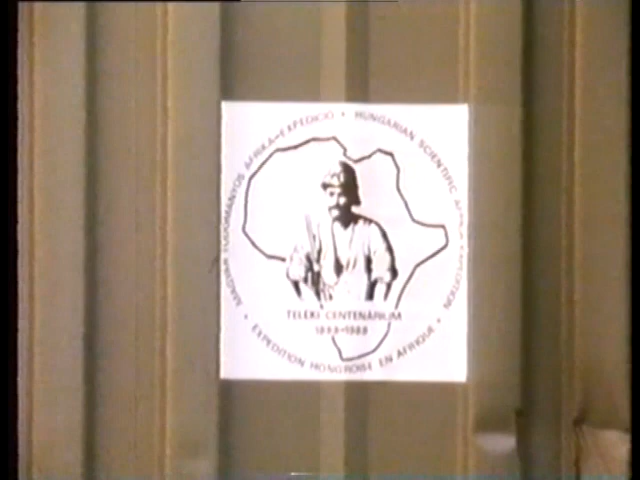 MAGYAR TUDOMÁNYOS AFRIKA-EXPEDÍCIÓ • HUNGARIAN SCIENTIFIC AFRICA EXPEDITION •
EXPEDITION HONGROISE EN AFRIQUE •
TELEKI CENTENÁRIUM
1888-1988